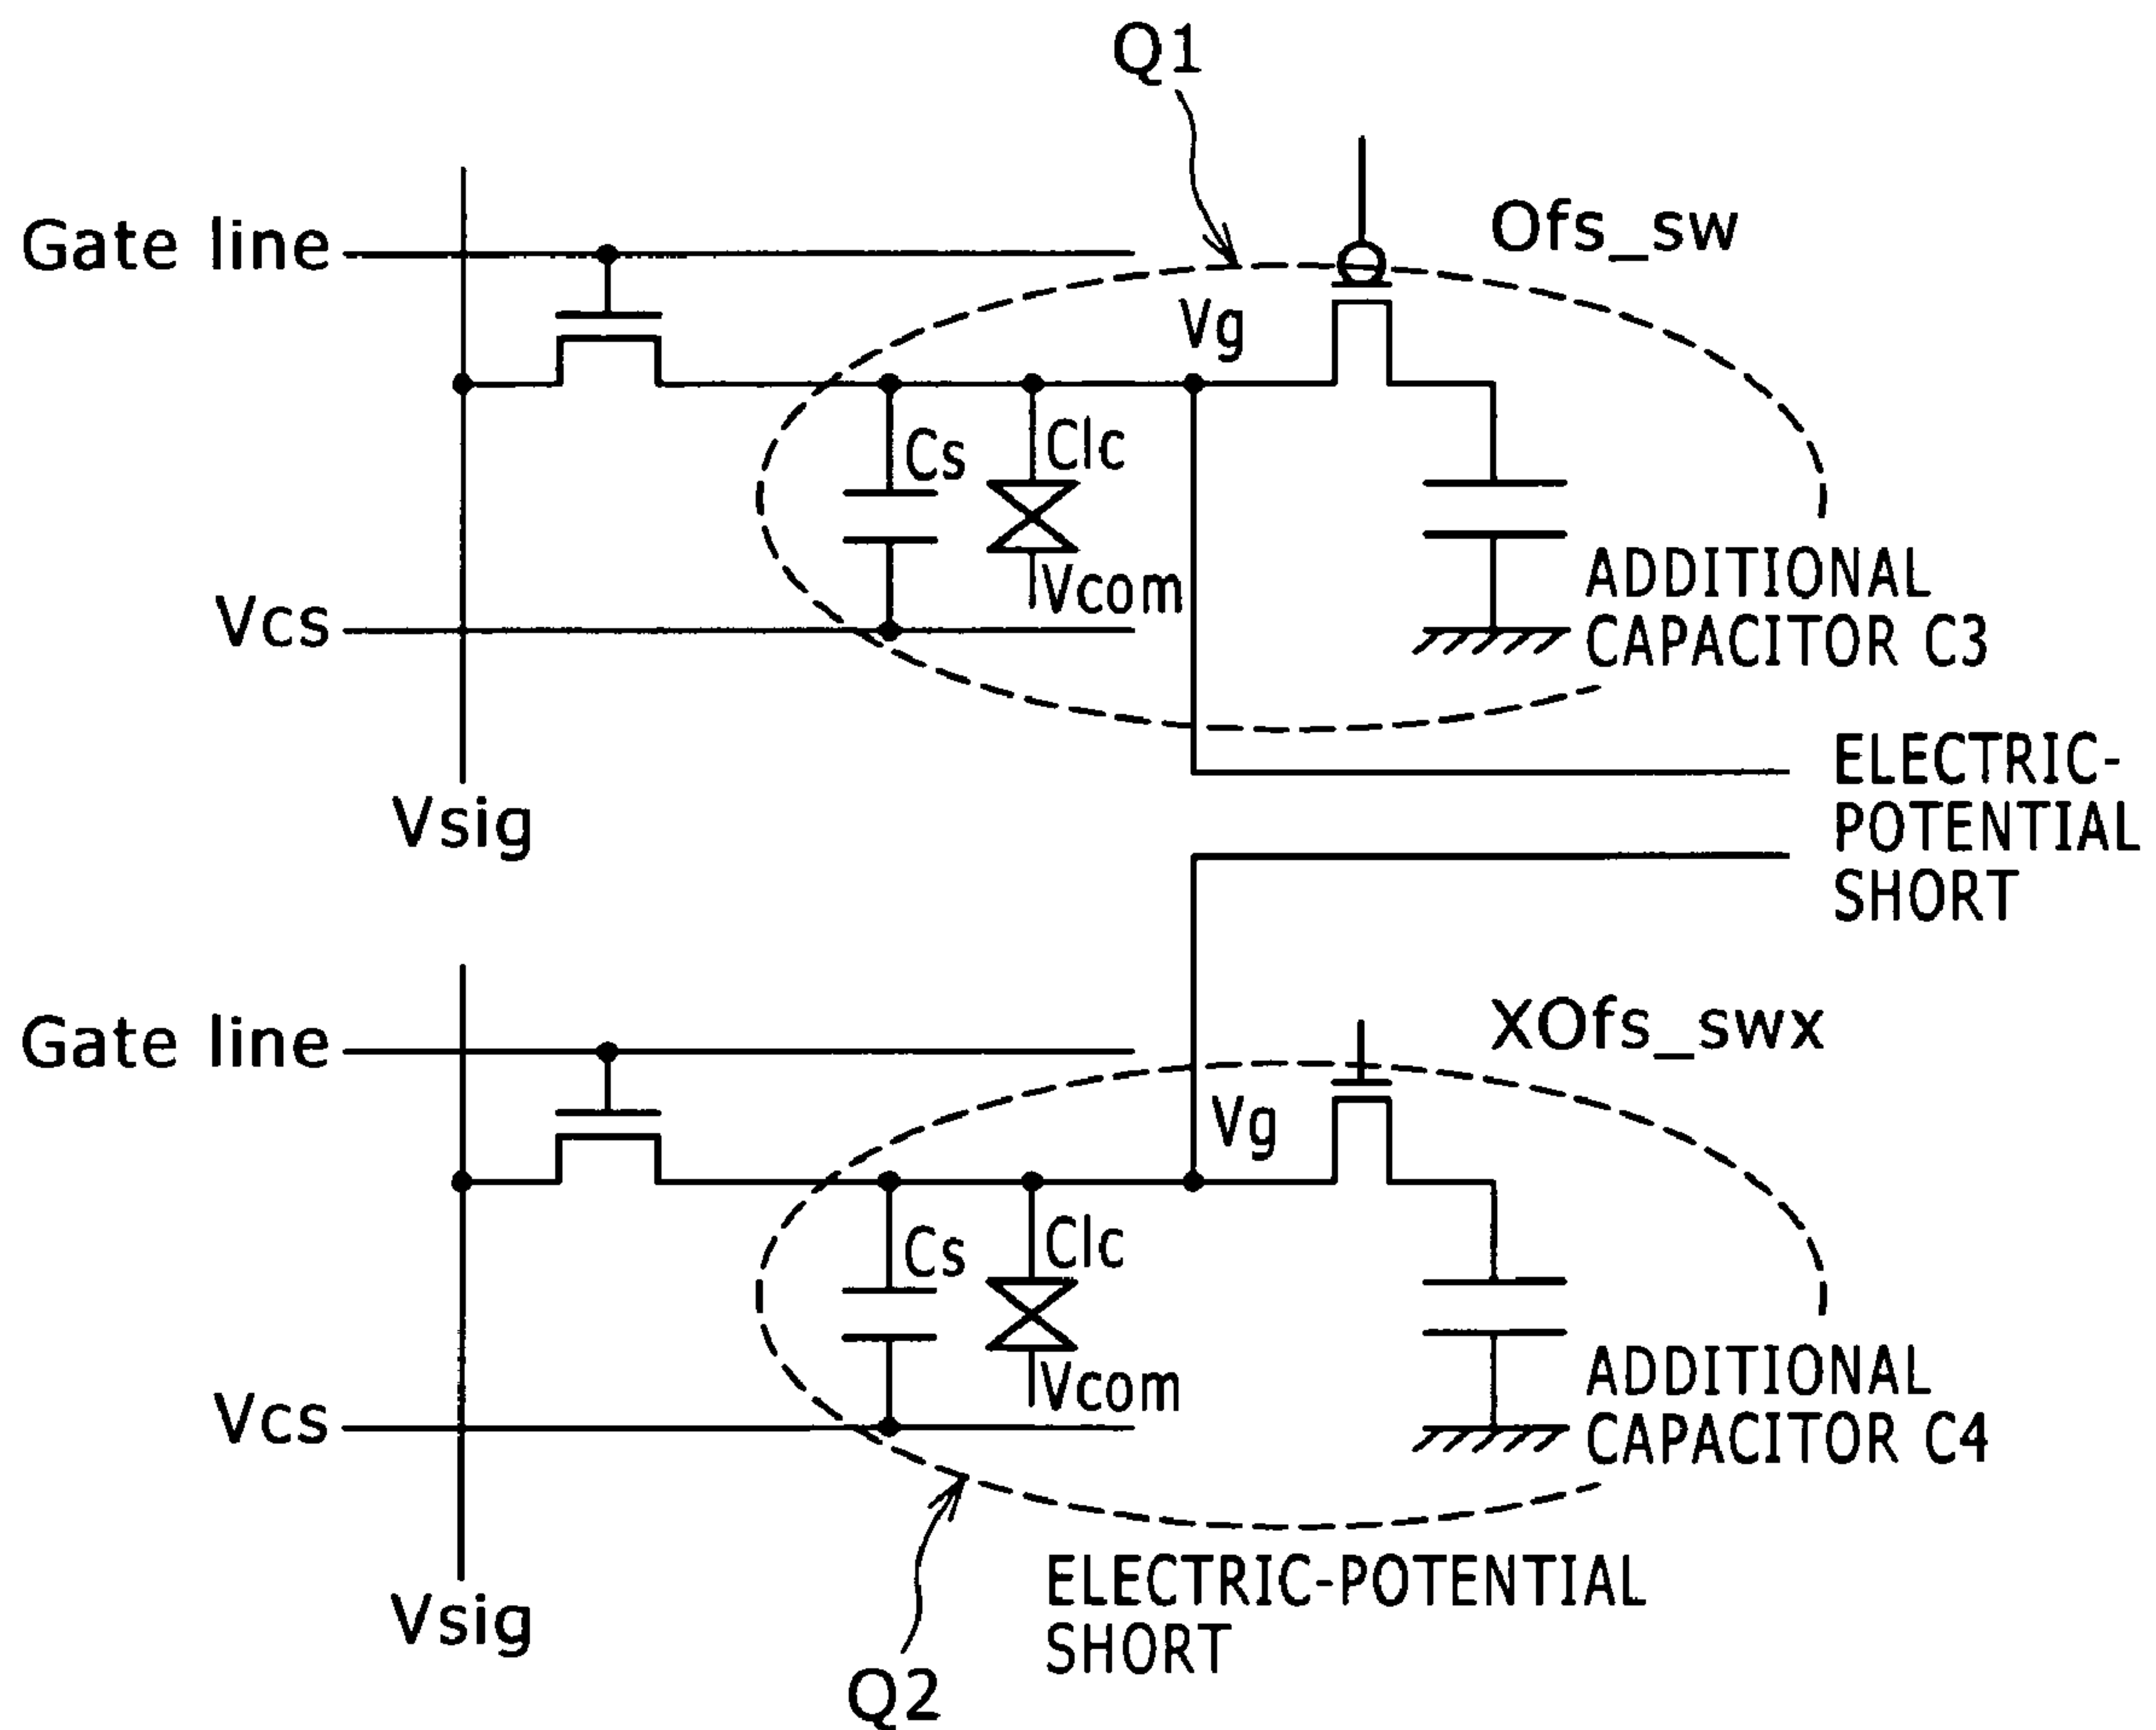 Q1
Gate line
Ofs_sw
Vg
Cs
Clc
Vcom
Vcs
ADDITIONAL
CAPACITOR C3
Vsig
ELECTRIC-
POTENTIAL
SHORT
Gate line
XOfs_swx
Vg
Cs
Clc
Vcom
Vcs
ADDITIONAL
CAPACITOR C4
Vsig
ELECTRIC-POTENTIAL
SHORT
Q2